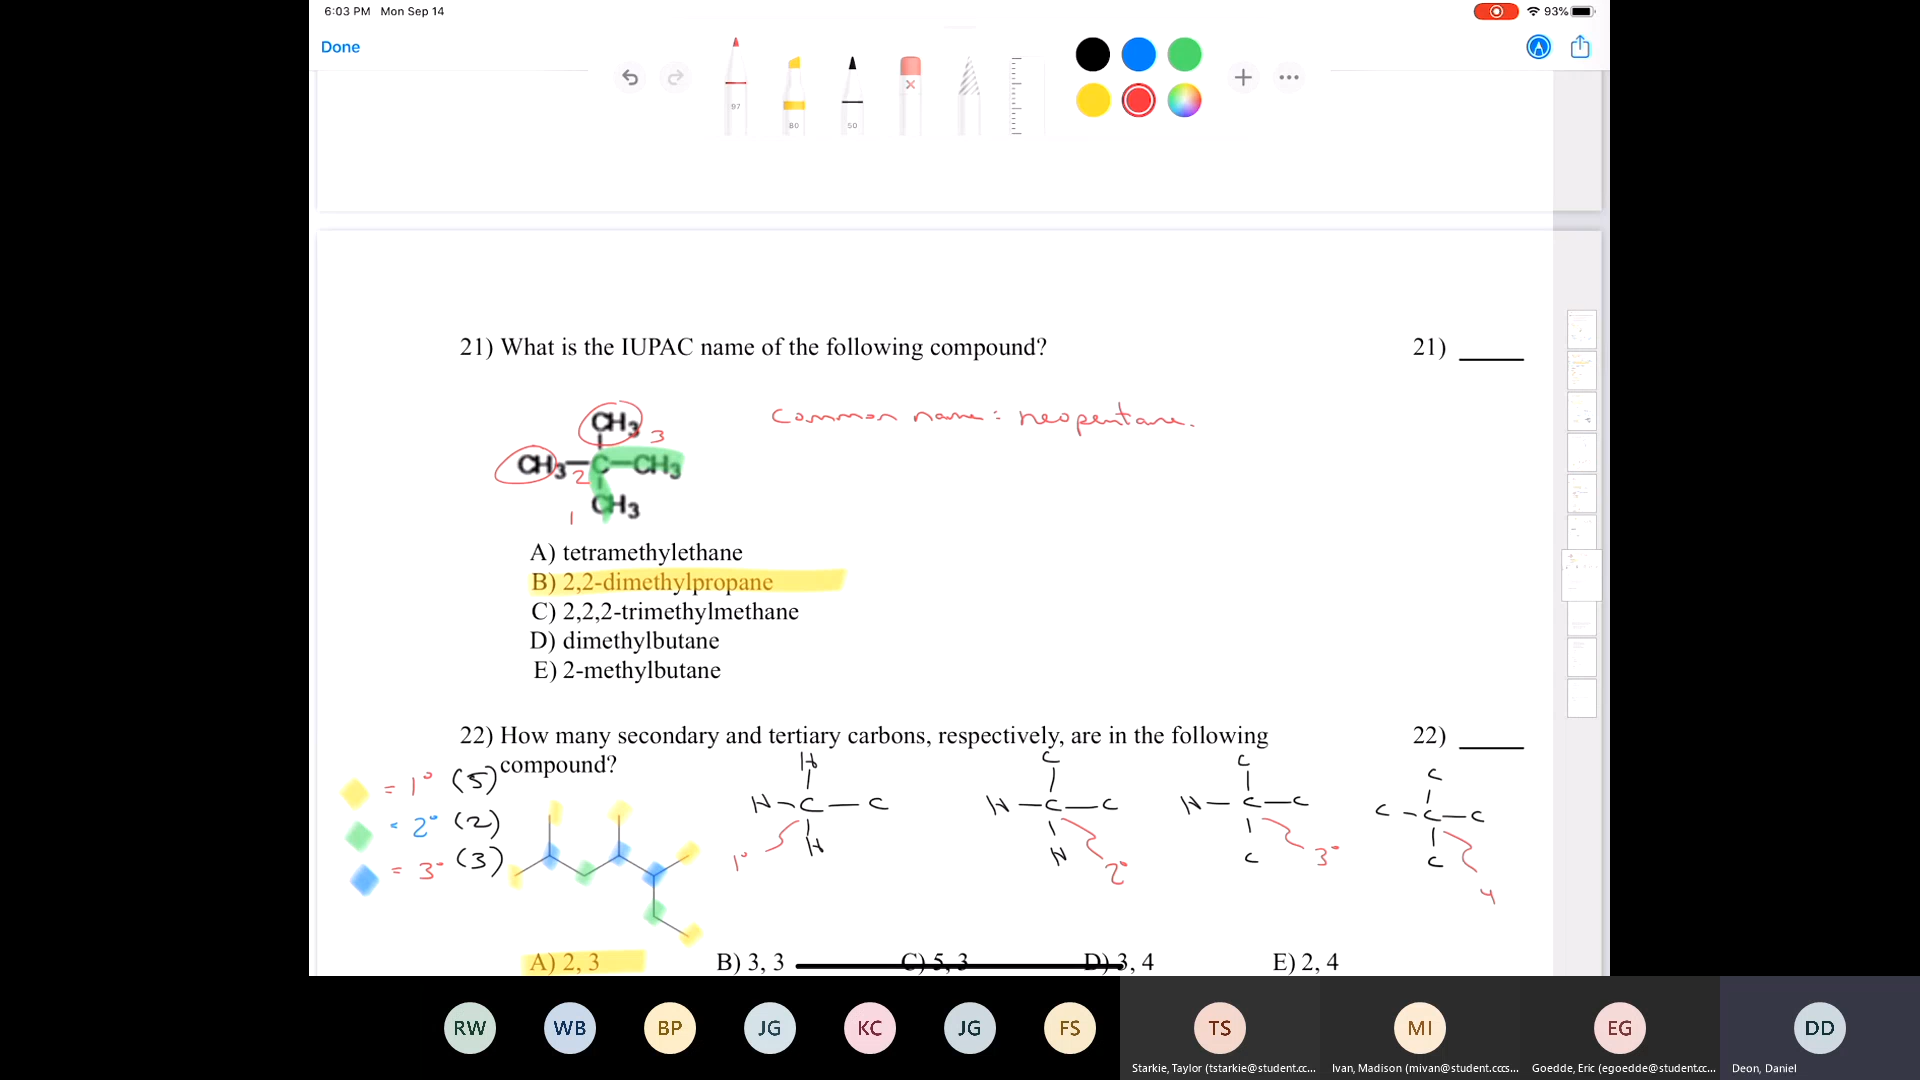 6:03 PM Mon Sep 14
93%
Done
97
80
50
21) What is the IUPAC name of the following compound?
21)
CH3
3
common name: neopentane.
CH3-C-CH3
2
CH3
1
A) tetramethylethane
B) 2,2-dimethylpropane
C) 2,2,2-trimethylmethane
D) dimethylbutane
E) 2-methylbutane
22) How many secondary and tertiary carbons, respectively, are in the following
22)
compound?
= 1° (5)
= 2° (2)
= 3° (3)
H
H-C-C
H
1°
C
H-C-C
H
2°
C
H-C-C
C
3°
C
C-C-C
C
4
A) 2, 3 B) 3, 3 C) 5, 3 D) 3, 4 E) 2, 4
RW WB BP JG KC JG FS TS MI EG DD
Starkie, Taylor (tstarkie@student.cc... Ivan, Madison (mivan@student.cccs... Goedde, Eric (egoedde@student.cc... Deon, Daniel